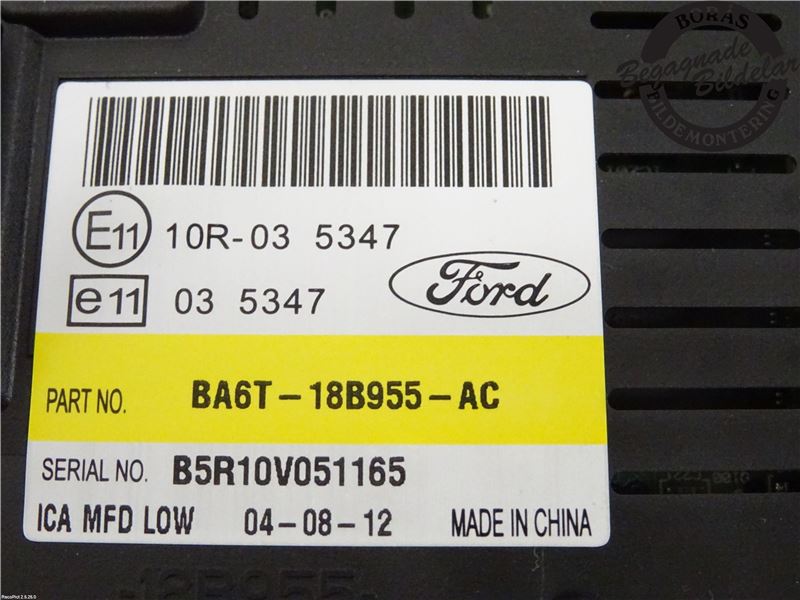 BORÅS
Begagnade
Bildelar
BILDEMONTERING
E11 10R-03 5347
e11 03 5347
Ford
PART NO. BA6T-18B955-AC
SERIAL NO. B5R10V051165
ICA MFD LOW 04-08-12 MADE IN CHINA
18B955